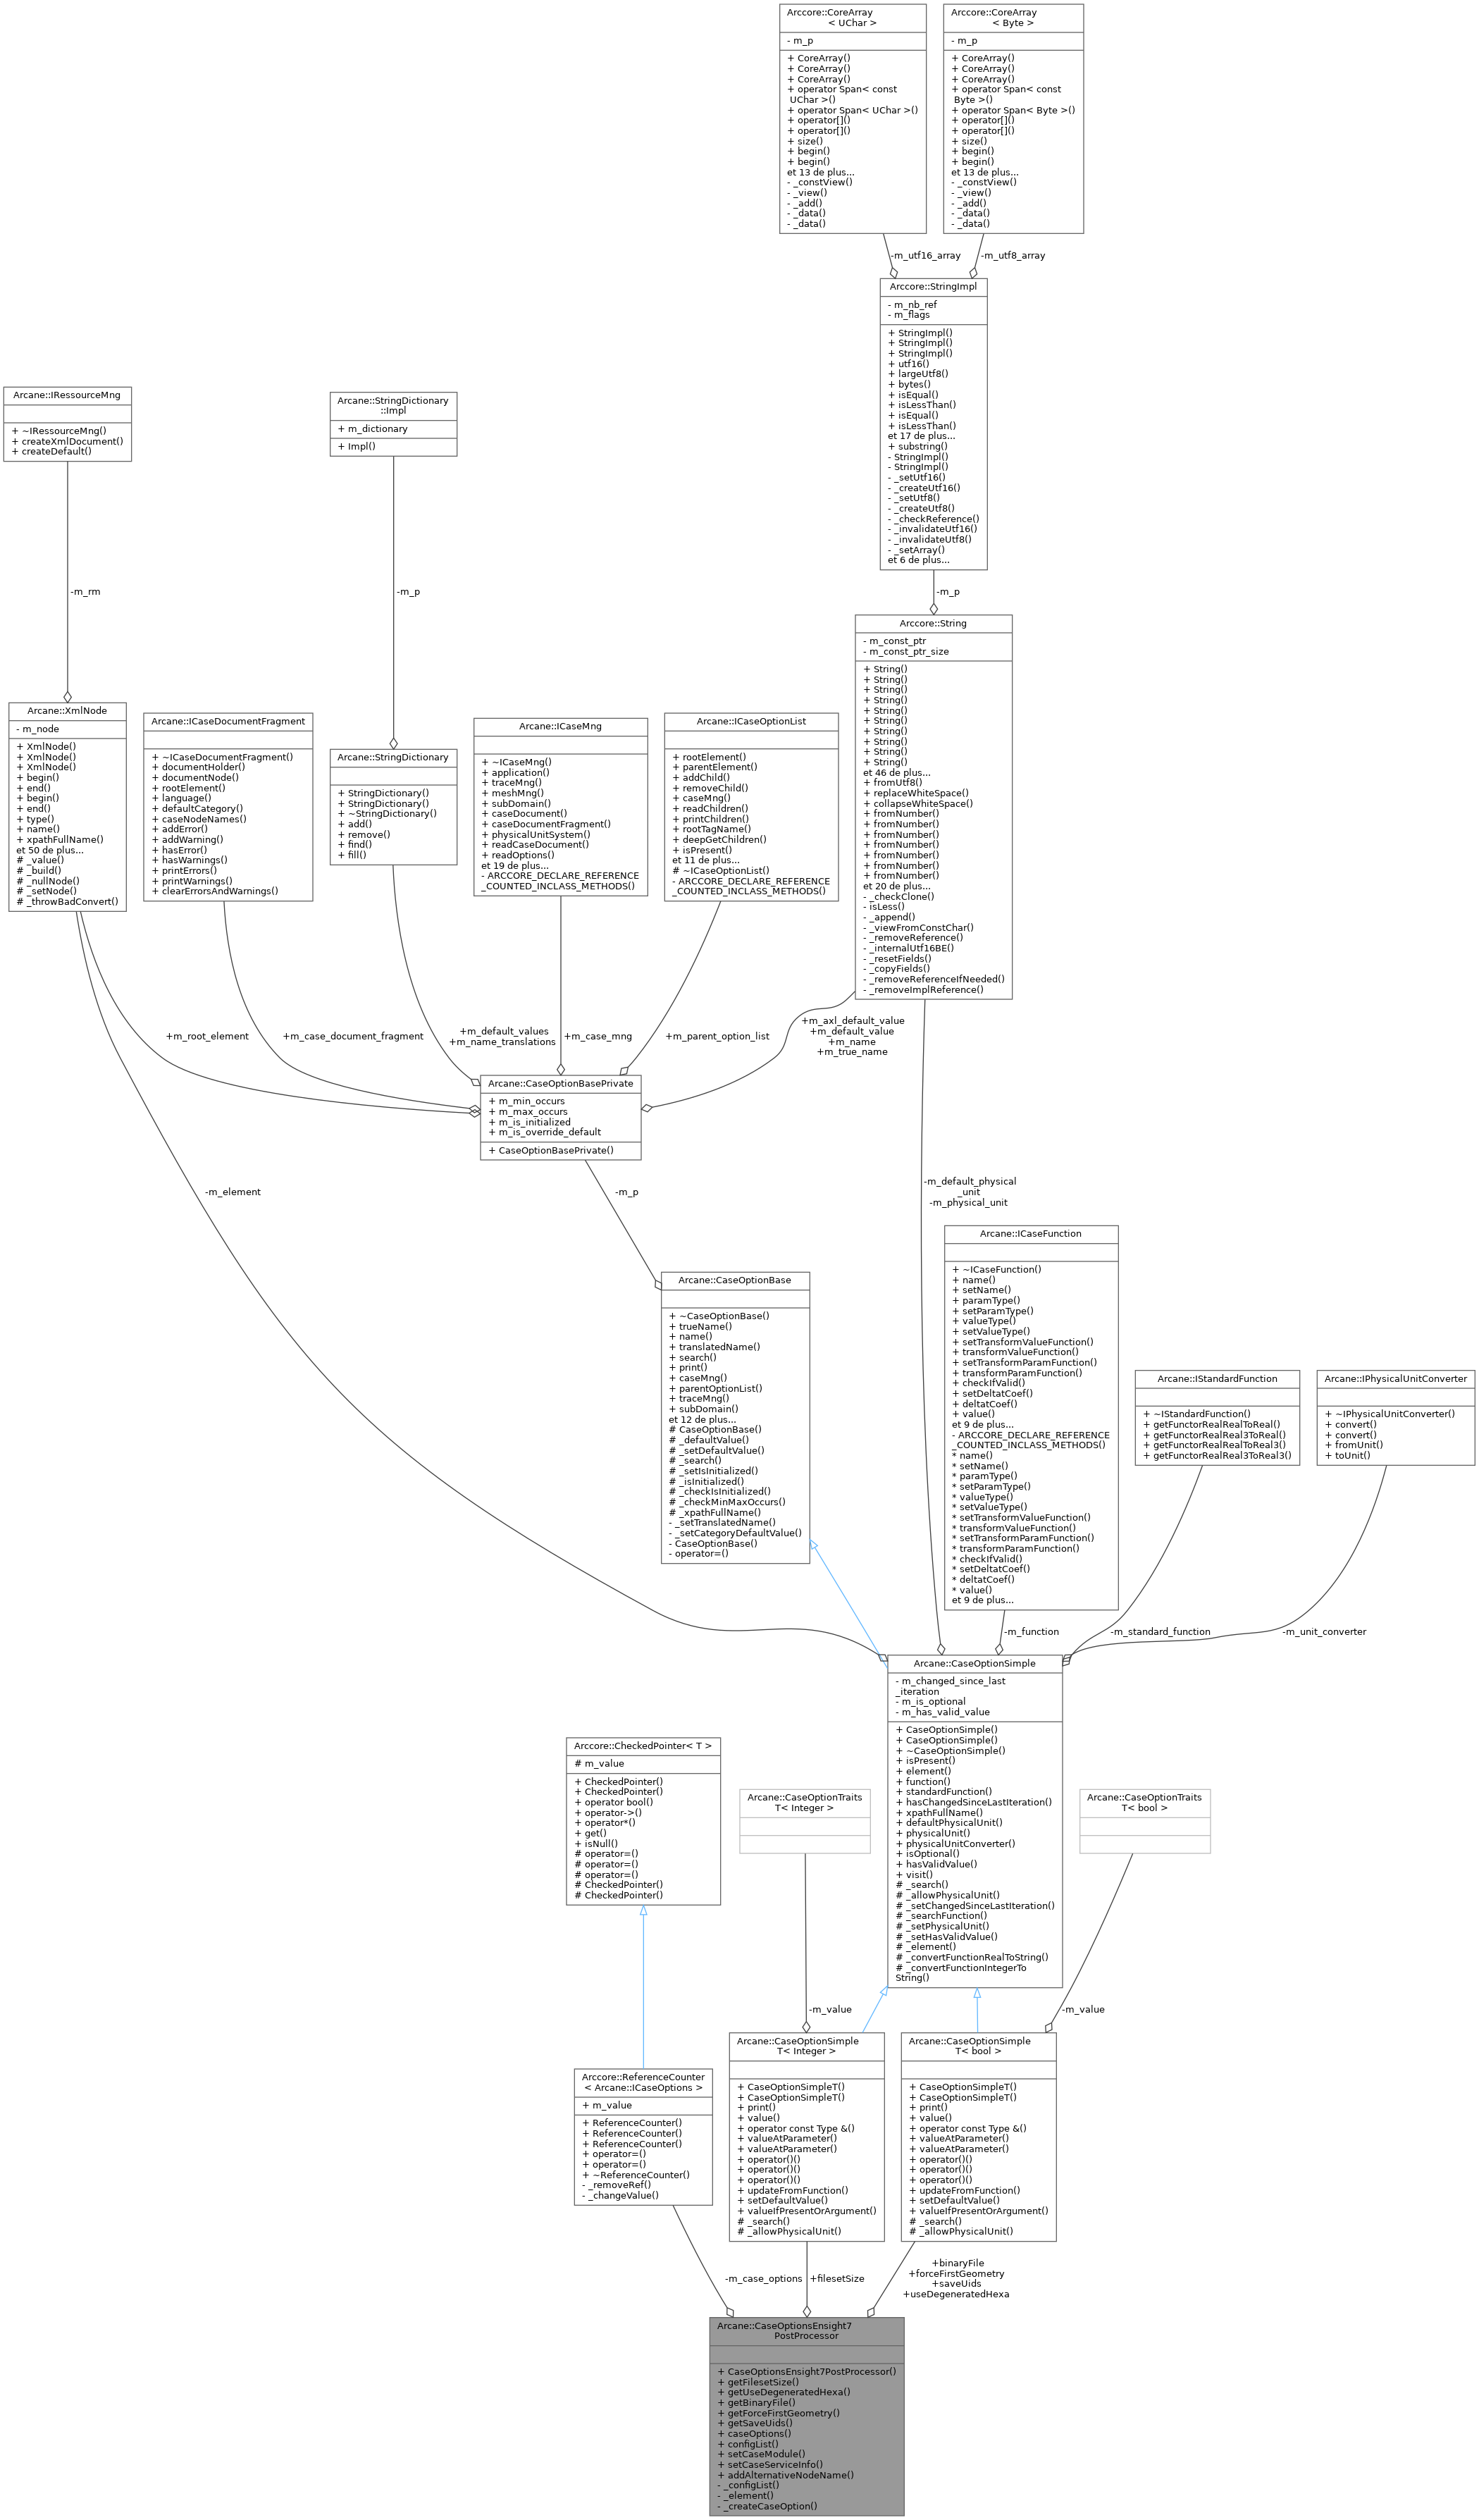 Arccore::CoreArray
< UChar >
- m_p
+ CoreArray()
+ CoreArray()
+ CoreArray()
+ operator Span< const
UChar >()
+ operator Span< UChar >()
+ operator[]()
+ operator[]()
+ size()
+ begin()
+ begin()
et 13 de plus...
- _constView()
- _view()
- _add()
- _data()
- _data()
Arccore::CoreArray
< Byte >
- m_p
+ CoreArray()
+ CoreArray()
+ CoreArray()
+ operator Span< const
Byte >()
+ operator Span< Byte >()
+ operator[]()
+ operator[]()
+ size()
+ begin()
+ begin()
et 13 de plus...
- _constView()
- _view()
- _add()
- _data()
- _data()
-m_utf16_array
-m_utf8_array
Arccore::StringImpl
- m_nb_ref
- m_flags
+ StringImpl()
+ StringImpl()
+ StringImpl()
+ utf16()
+ largeUtf8()
+ bytes()
+ isEqual()
+ isLessThan()
+ isEqual()
+ isLessThan()
et 17 de plus...
+ substring()
- StringImpl()
- StringImpl()
- _setUtf16()
- _createUtf16()
- _setUtf8()
- _createUtf8()
- _checkReference()
- _invalidateUtf16()
- _invalidateUtf8()
- _setArray()
et 6 de plus...
Arcane::IRessourceMng
+ ~IRessourceMng()
+ createXmlDocument()
+ createDefault()
Arcane::StringDictionary
::Impl
+ m_dictionary
+ Impl()
-m_rm
-m_p
-m_p
Arccore::String
- m_const_ptr
- m_const_ptr_size
+ String()
+ String()
+ String()
+ String()
+ String()
+ String()
+ String()
+ String()
+ String()
+ String()
et 46 de plus...
+ fromUtf8()
+ replaceWhiteSpace()
+ collapseWhiteSpace()
+ fromNumber()
+ fromNumber()
+ fromNumber()
+ fromNumber()
+ fromNumber()
+ fromNumber()
+ fromNumber()
et 20 de plus...
- _checkClone()
- isLess()
- _append()
- _viewFromConstChar()
- _removeReference()
- _internalUtf16BE()
- _resetFields()
- _copyFields()
- _removeReferenceIfNeeded()
- _removeImplReference()
Arcane::XmlNode
- m_node
+ XmlNode()
+ XmlNode()
+ XmlNode()
+ begin()
+ end()
+ begin()
+ end()
+ type()
+ name()
+ xpathFullName()
et 50 de plus...
# _value()
# _build()
# _nullNode()
# _setNode()
# _throwBadConvert()
Arcane::ICaseDocumentFragment
+ ~ICaseDocumentFragment()
+ documentHolder()
+ documentNode()
+ rootElement()
+ language()
+ defaultCategory()
+ caseNodeNames()
+ addError()
+ addWarning()
+ hasError()
+ hasWarnings()
+ printErrors()
+ printWarnings()
+ clearErrorsAndWarnings()
Arcane::StringDictionary
+ StringDictionary()
+ StringDictionary()
+ ~StringDictionary()
+ add()
+ remove()
+ find()
+ fill()
Arcane::ICaseMng
+ ~ICaseMng()
+ application()
+ traceMng()
+ meshMng()
+ subDomain()
+ caseDocument()
+ caseDocumentFragment()
+ physicalUnitSystem()
+ readCaseDocument()
+ readOptions()
et 19 de plus...
- ARCCORE_DECLARE_REFERENCE
_COUNTED_INCLASS_METHODS()
Arcane::ICaseOptionList
+ rootElement()
+ parentElement()
+ addChild()
+ removeChild()
+ caseMng()
+ readChildren()
+ printChildren()
+ rootTagName()
+ deepGetChildren()
+ isPresent()
et 11 de plus...
# ~ICaseOptionList()
- ARCCORE_DECLARE_REFERENCE
_COUNTED_INCLASS_METHODS()
+m_root_element
+m_case_document_fragment
+m_default_values
+m_name_translations
+m_case_mng
+m_parent_option_list
+m_axl_default_value
+m_default_value
+m_name
+m_true_name
Arcane::CaseOptionBasePrivate
+ m_min_occurs
+ m_max_occurs
+ m_is_initialized
+ m_is_override_default
+ CaseOptionBasePrivate()
-m_element
-m_p
-m_default_physical
_unit
-m_physical_unit
Arcane::CaseOptionBase
+ ~CaseOptionBase()
+ trueName()
+ name()
+ translatedName()
+ search()
+ print()
+ caseMng()
+ parentOptionList()
+ traceMng()
+ subDomain()
et 12 de plus...
# CaseOptionBase()
# _defaultValue()
# _setDefaultValue()
# _search()
# _setIsInitialized()
# _isInitialized()
# _checkIsInitialized()
# _checkMinMaxOccurs()
# _xpathFullName()
- _setTranslatedName()
- _setCategoryDefaultValue()
- CaseOptionBase()
- operator=()
Arcane::ICaseFunction
+ ~ICaseFunction()
+ name()
+ setName()
+ paramType()
+ setParamType()
+ valueType()
+ setValueType()
+ setTransformValueFunction()
+ transformValueFunction()
+ setTransformParamFunction()
+ transformParamFunction()
+ checkIfValid()
+ setDeltatCoef()
+ deltatCoef()
+ value()
et 9 de plus...
- ARCCORE_DECLARE_REFERENCE
_COUNTED_INCLASS_METHODS()
* name()
* setName()
* paramType()
* setParamType()
* valueType()
* setValueType()
* setTransformValueFunction()
* transformValueFunction()
* setTransformParamFunction()
* transformParamFunction()
* checkIfValid()
* setDeltatCoef()
* deltatCoef()
* value()
et 9 de plus...
Arcane::IStandardFunction
+ ~IStandardFunction()
+ getFunctorRealRealToReal()
+ getFunctorRealReal3ToReal()
+ getFunctorRealRealToReal3()
+ getFunctorRealReal3ToReal3()
Arcane::IPhysicalUnitConverter
+ ~IPhysicalUnitConverter()
+ convert()
+ convert()
+ fromUnit()
+ toUnit()
-m_function
-m_standard_function
-m_unit_converter
Arcane::CaseOptionSimple
- m_changed_since_last
_iteration
- m_is_optional
- m_has_valid_value
+ CaseOptionSimple()
+ CaseOptionSimple()
+ ~CaseOptionSimple()
+ isPresent()
+ element()
+ function()
+ standardFunction()
+ hasChangedSinceLastIteration()
+ xpathFullName()
+ defaultPhysicalUnit()
+ physicalUnit()
+ physicalUnitConverter()
+ isOptional()
+ hasValidValue()
+ visit()
# _search()
# _allowPhysicalUnit()
# _setChangedSinceLastIteration()
# _searchFunction()
# _setPhysicalUnit()
# _setHasValidValue()
# _element()
# _convertFunctionRealToString()
# _convertFunctionIntegerTo
String()
Arccore::CheckedPointer< T >
# m_value
+ CheckedPointer()
+ CheckedPointer()
+ operator bool()
+ operator->()
+ operator*()
+ get()
+ isNull()
# operator=()
# operator=()
# operator=()
# CheckedPointer()
# CheckedPointer()
Arcane::CaseOptionTraits
T< Integer >
Arcane::CaseOptionTraits
T< bool >
-m_value
-m_value
Arccore::ReferenceCounter
< Arcane::ICaseOptions >
+ m_value
+ ReferenceCounter()
+ ReferenceCounter()
+ ReferenceCounter()
+ operator=()
+ operator=()
+ ~ReferenceCounter()
- _removeRef()
- _changeValue()
Arcane::CaseOptionSimple
T< Integer >
+ CaseOptionSimpleT()
+ CaseOptionSimpleT()
+ print()
+ value()
+ operator const Type &()
+ valueAtParameter()
+ valueAtParameter()
+ operator()()
+ operator()()
+ operator()()
+ updateFromFunction()
+ setDefaultValue()
+ valueIfPresentOrArgument()
# _search()
# _allowPhysicalUnit()
Arcane::CaseOptionSimple
T< bool >
+ CaseOptionSimpleT()
+ CaseOptionSimpleT()
+ print()
+ value()
+ operator const Type &()
+ valueAtParameter()
+ valueAtParameter()
+ operator()()
+ operator()()
+ operator()()
+ updateFromFunction()
+ setDefaultValue()
+ valueIfPresentOrArgument()
# _search()
# _allowPhysicalUnit()
-m_case_options
+filesetSize
+binaryFile
+forceFirstGeometry
+saveUids
+useDegeneratedHexa
Arcane::CaseOptionsEnsight7
PostProcessor
+ CaseOptionsEnsight7PostProcessor()
+ getFilesetSize()
+ getUseDegeneratedHexa()
+ getBinaryFile()
+ getForceFirstGeometry()
+ getSaveUids()
+ caseOptions()
+ configList()
+ setCaseModule()
+ setCaseServiceInfo()
+ addAlternativeNodeName()
- _configList()
- _element()
- _createCaseOption()